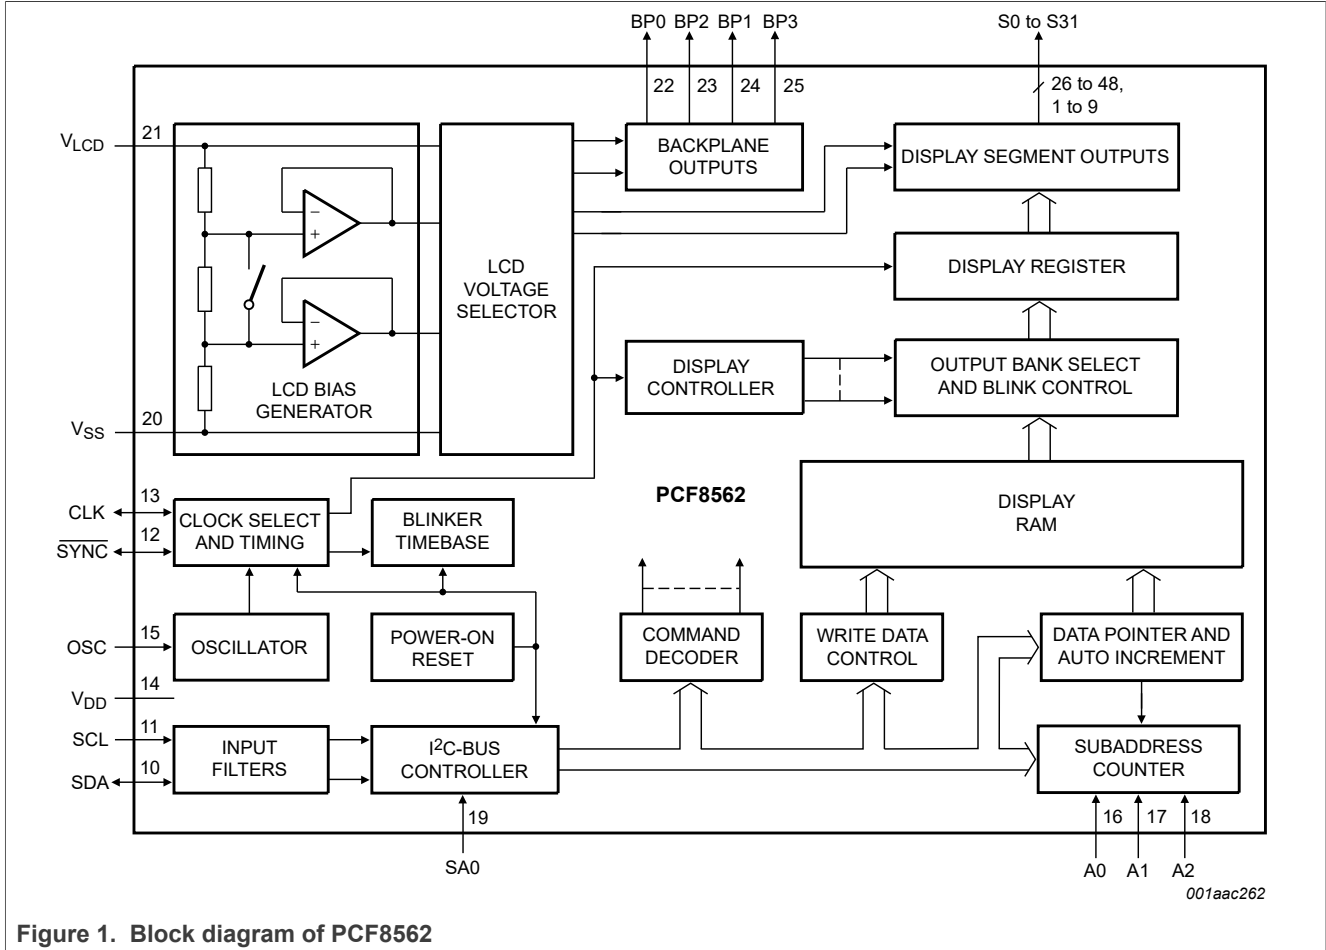 BP0 BP2 BP1 BP3
S0 to S31
22 23 24 25
26 to 48,
1 to 9
VLCD
21
BACKPLANE
OUTPUTS
DISPLAY SEGMENT OUTPUTS
−
+
LCD
VOLTAGE
SELECTOR
DISPLAY REGISTER
−
+
LCD BIAS
GENERATOR
DISPLAY
CONTROLLER
OUTPUT BANK SELECT
AND BLINK CONTROL
VSS
20
PCF8562
DISPLAY
RAM
CLK
13
SYNC
12
CLOCK SELECT
AND TIMING
BLINKER
TIMEBASE
OSC
15
OSCILLATOR
POWER-ON
RESET
COMMAND
DECODER
WRITE DATA
CONTROL
DATA POINTER AND
AUTO INCREMENT
VDD
14
SCL
11
SDA
10
INPUT
FILTERS
I2C-BUS
CONTROLLER
SUBADDRESS
COUNTER
19
16 17 18
SA0
A0 A1 A2
001aac262
Figure 1. Block diagram of PCF8562